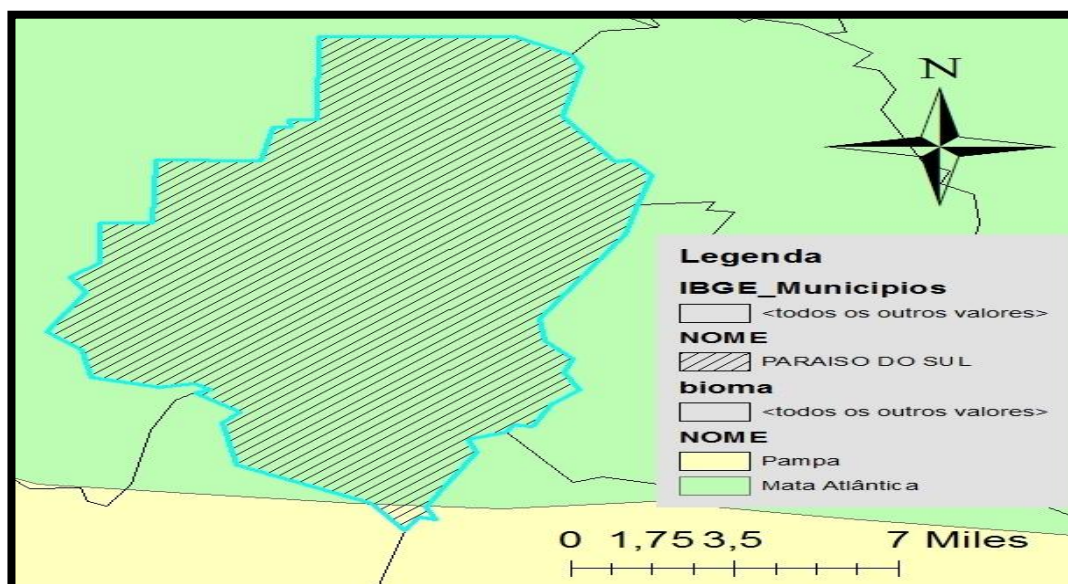 N
Legenda
IBGE_Municipios
<todos os outros valores>
NOME
PARAISO DO SUL
bioma
<todos os outros valores>
NOME
Pampa
Mata Atlântica
0 1,75 3,5 7 Miles